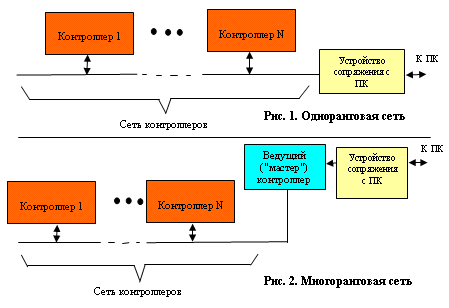 Контроллер 1
Контроллер N
Устройство
сопряжения с
ПК
К ПК
Рис. 1. Одноранговая сеть
Сеть контроллеров
Ведущий
("мастер")
контроллер
Устройство
сопряжения
с ПК
К ПК
Контроллер 1
Контроллер N
Сеть контроллеров
Рис. 2. Многоранговая сеть